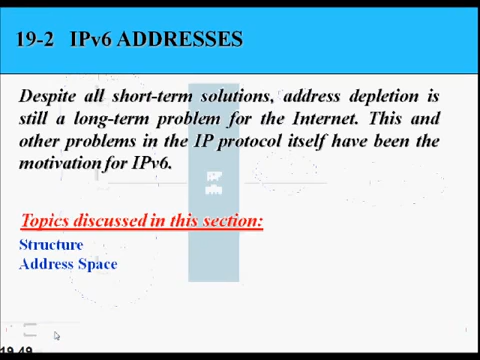 19-2 IPv6 ADDRESSES
Despite all short-term solutions, address depletion is
still a long-term problem for the Internet. This and
other problems in the IP protocol itself have been the
motivation for IPv6.
Topics discussed in this section:
Structure
Address Space
19.49